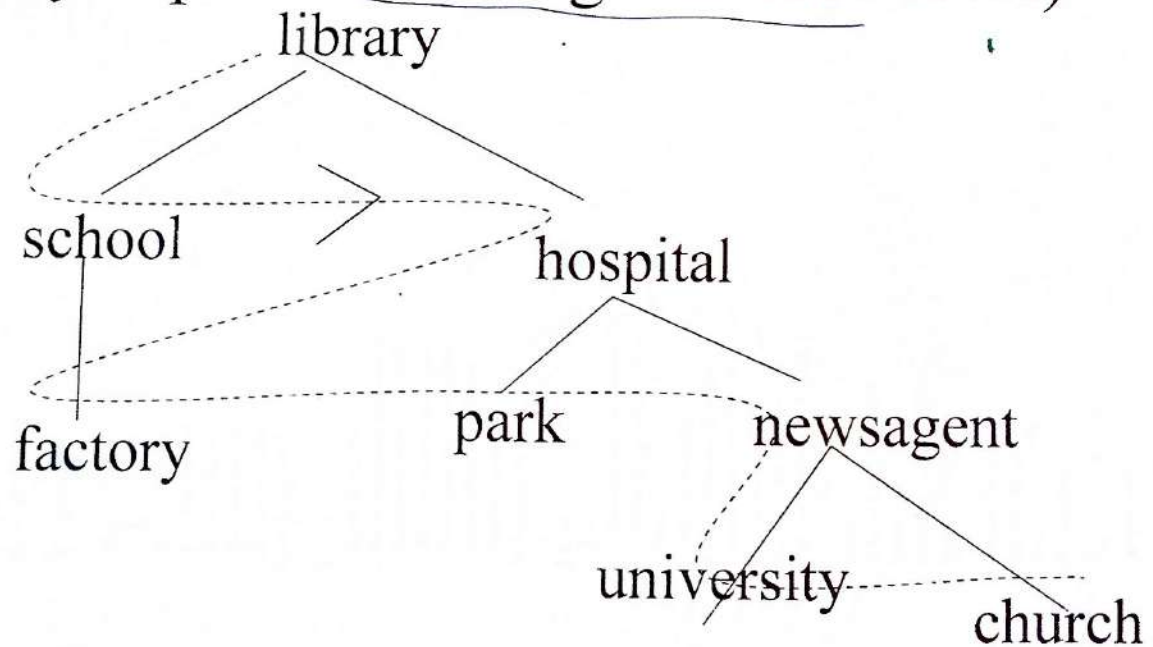 library
school
hospital
factory park newsagent
university
church